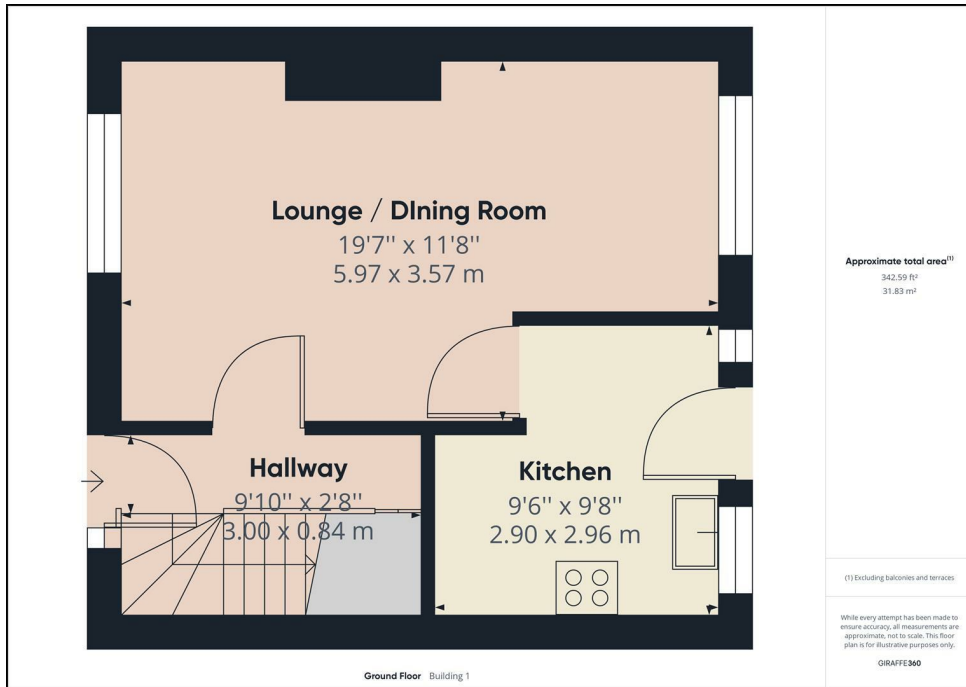 Lounge / DIning Room
19'7'' x 11'8''
5.97 x 3.57 m
Hallway
9'10'' x 2'8''
3.00 x 0.84 m
Kitchen
9'6'' x 9'8''
2.90 x 2.96 m
Ground Floor Building 1
Approximate total area(1)
342.59 ft²
31.83 m²
(1) Excluding balconies and terraces
While every attempt has been made to
ensure accuracy, all measurements are
approximate, not to scale. This floor
plan is for illustrative purposes only.
GIRAFFE360